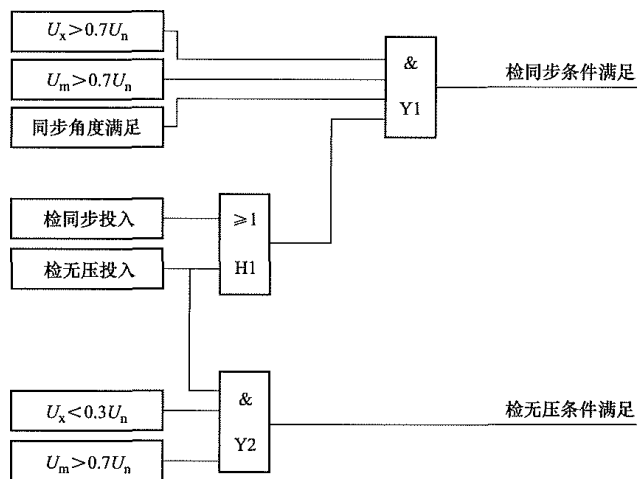 Ux>0.7Un
Um>0.7Un
同步角度满足
&
Y1
检同步条件满足
检同步投入
检无压投入
≥1
H1
Ux<0.3Un
Um>0.7Un
&
Y2
检无压条件满足